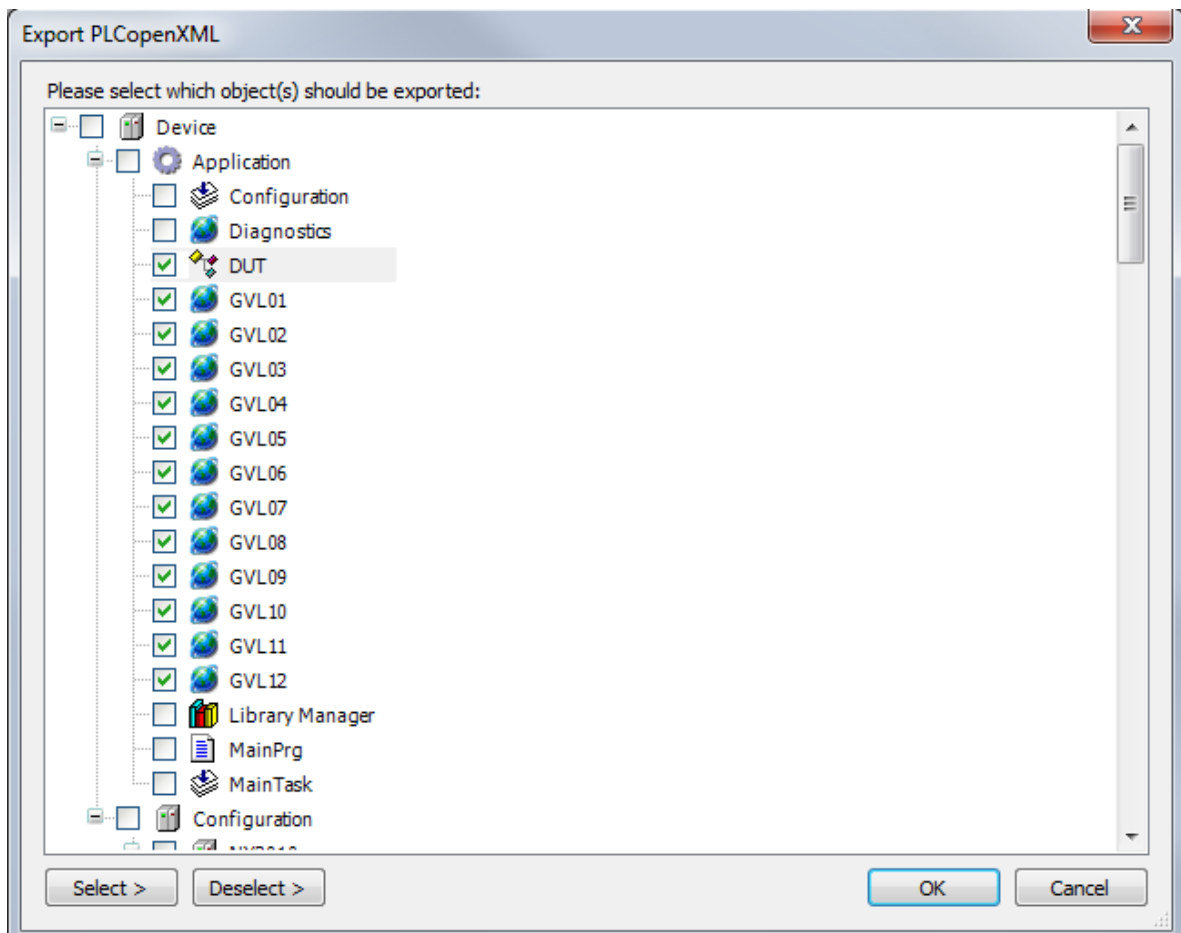 Export PLCopenXML
Please select which object(s) should be exported:
Device
Application
Configuration
Diagnostics
DUT
GVL01
GVL02
GVL03
GVL04
GVL05
GVL06
GVL07
GVL08
GVL09
GVL10
GVL11
GVL12
Library Manager
MainPrg
MainTask
Configuration
Select >
Deselect >
OK
Cancel